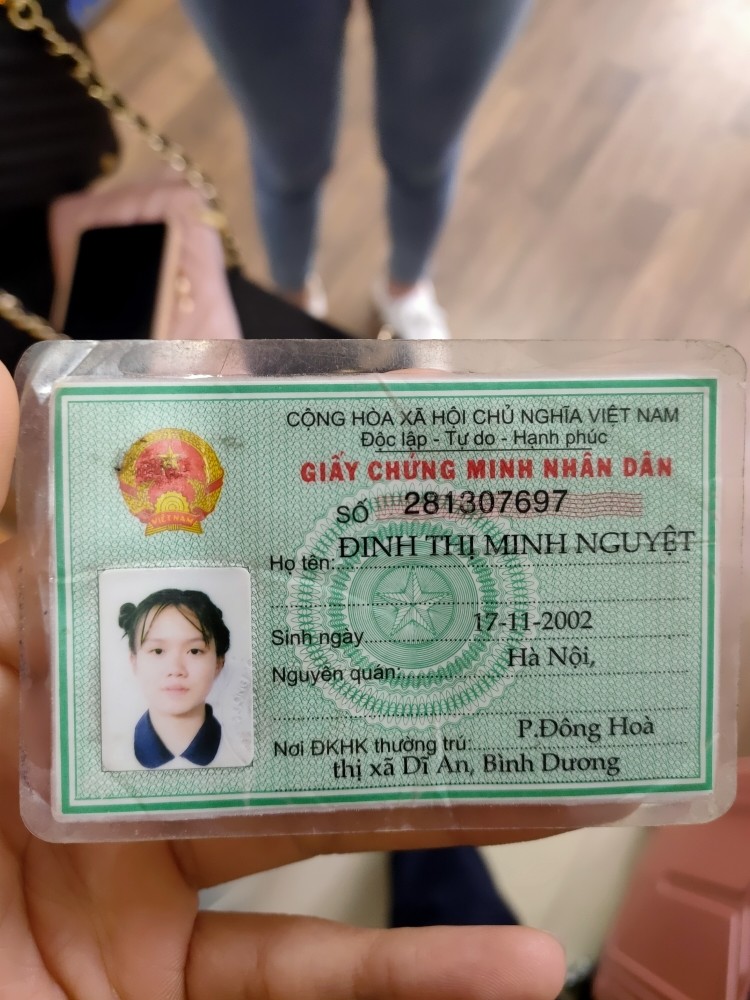 CỘNG HÒA XÃ HỘI CHỦ NGHĨA VIỆT NAM
Độc lập - Tự do - Hạnh phúc
GIẤY CHỨNG MINH NHÂN DÂN
SỐ 281307697
Họ tên: ĐINH THỊ MINH NGUYỆT
Sinh ngày 17-11-2002
Nguyên quán: Hà Nội,
Nơi ĐKHK thường trú: P.Đông Hoà
thị xã Dĩ An, Bình Dương
VIỆT NAM